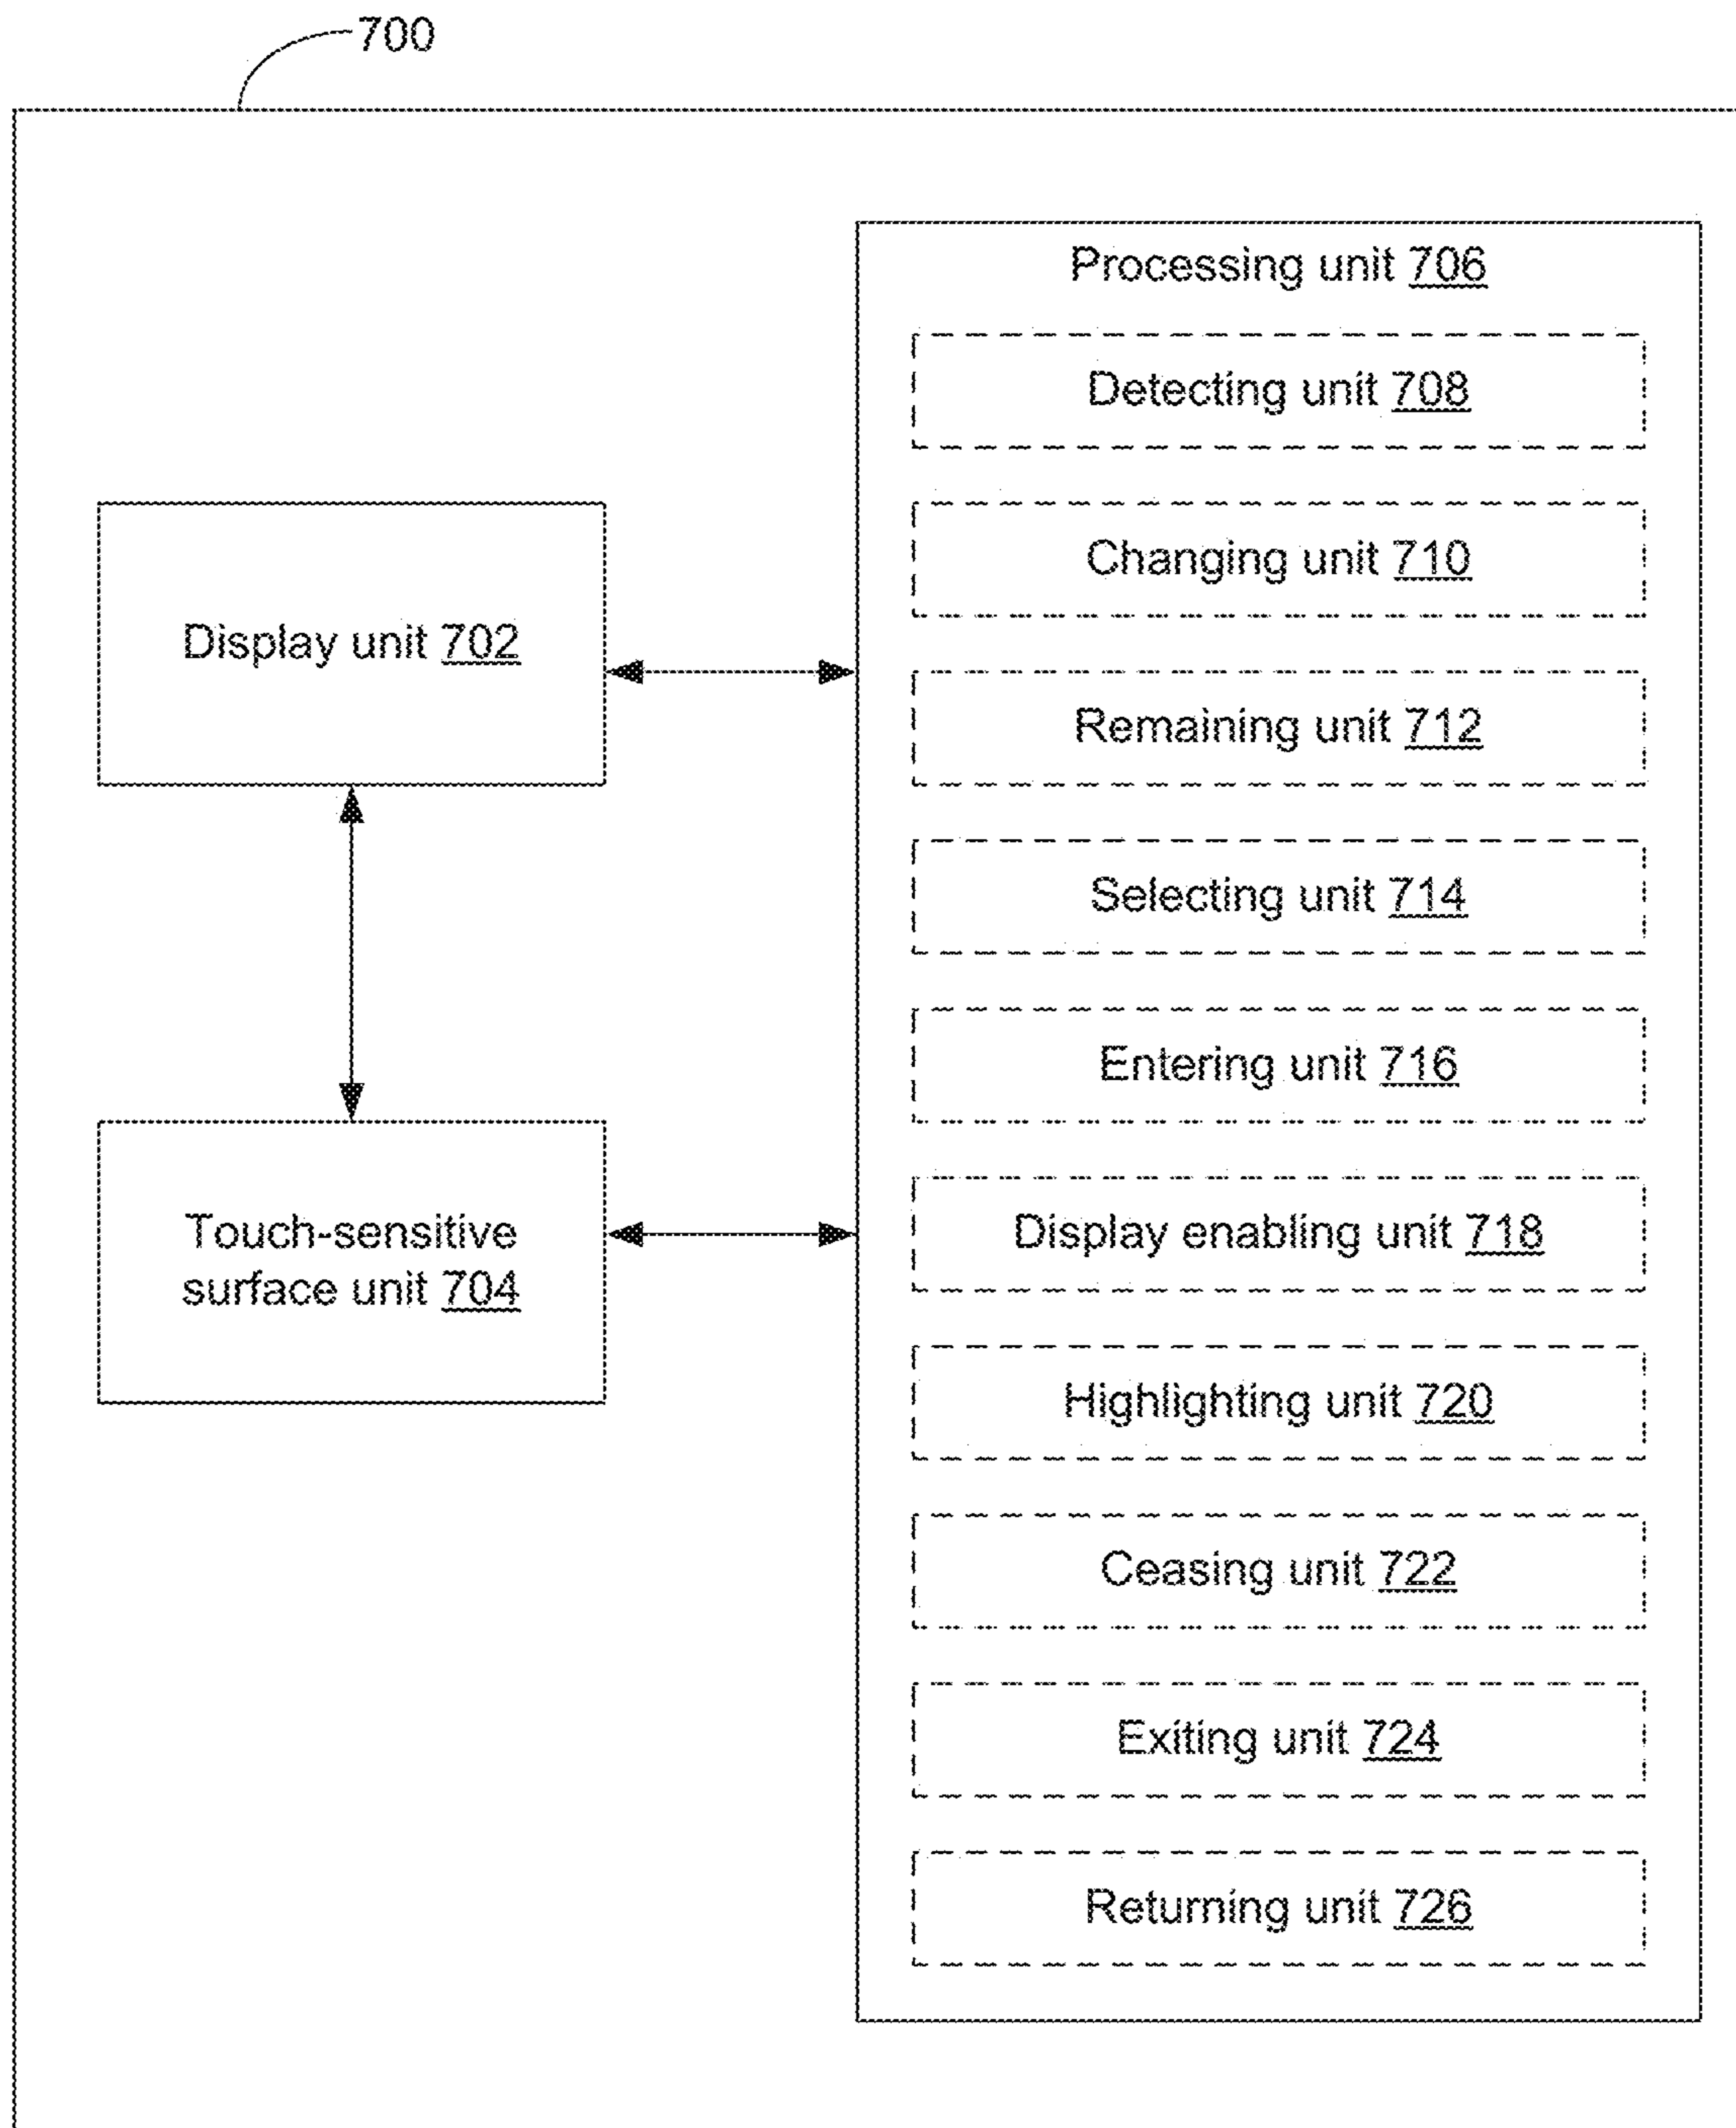 700
Processing unit 706
Detecting unit 708
Changing unit 710
Display unit 702
Remaining unit 712
Selecting unit 714
Entering unit 716
Touch-sensitive
surface unit 704
Display enabling unit 718
Highlighting unit 720
Ceasing unit 722
Exiting unit 724
Returning unit 726